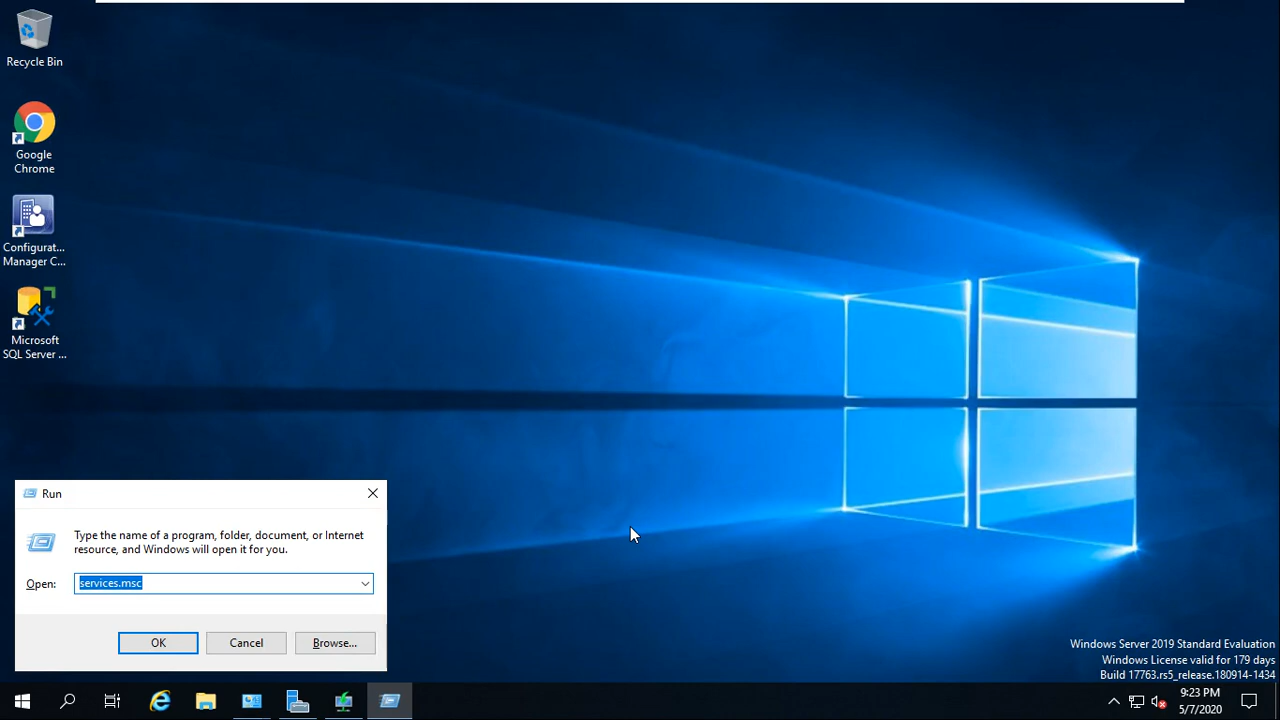 Recycle Bin
Google
Chrome
Configurat...
Manager C...
Microsoft
SQL Server ...
Run
Type the name of a program, folder, document, or Internet
resource, and Windows will open it for you.
Open:
services.msc
OK
Cancel
Browse...
Windows Server 2019 Standard Evaluation
Windows License valid for 179 days
Build 17763.rs5_release.180914-1434
9:23 PM
5/7/2020